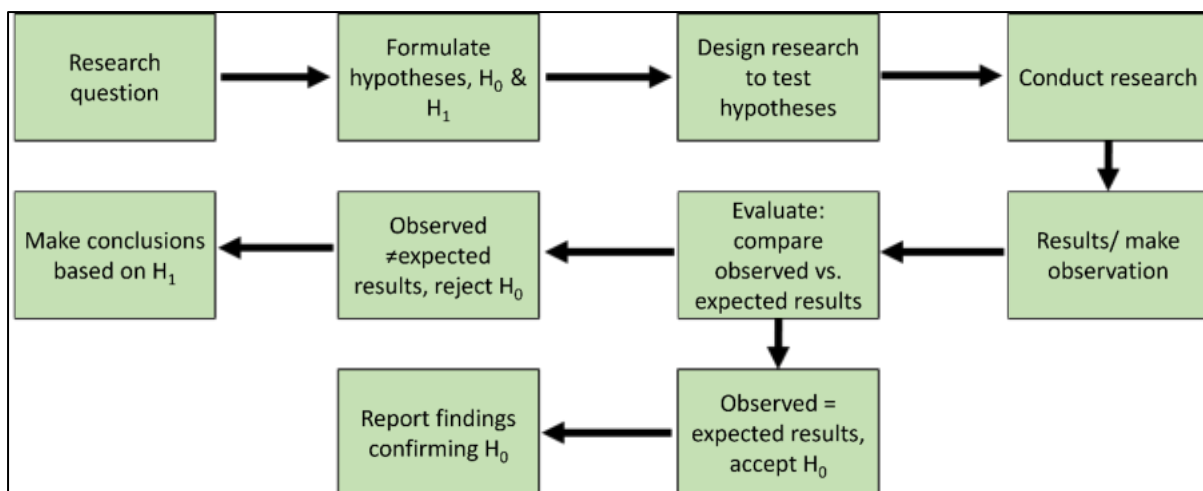 Research
question
Formulate
hypotheses, H₀ &
H₁
Design research
to test
hypotheses
Conduct research
Results/ make
observation
Evaluate:
compare
observed vs.
expected results
Observed
≠expected
results, reject H₀
Make conclusions
based on H₁
Observed =
expected results,
accept H₀
Report findings
confirming H₀